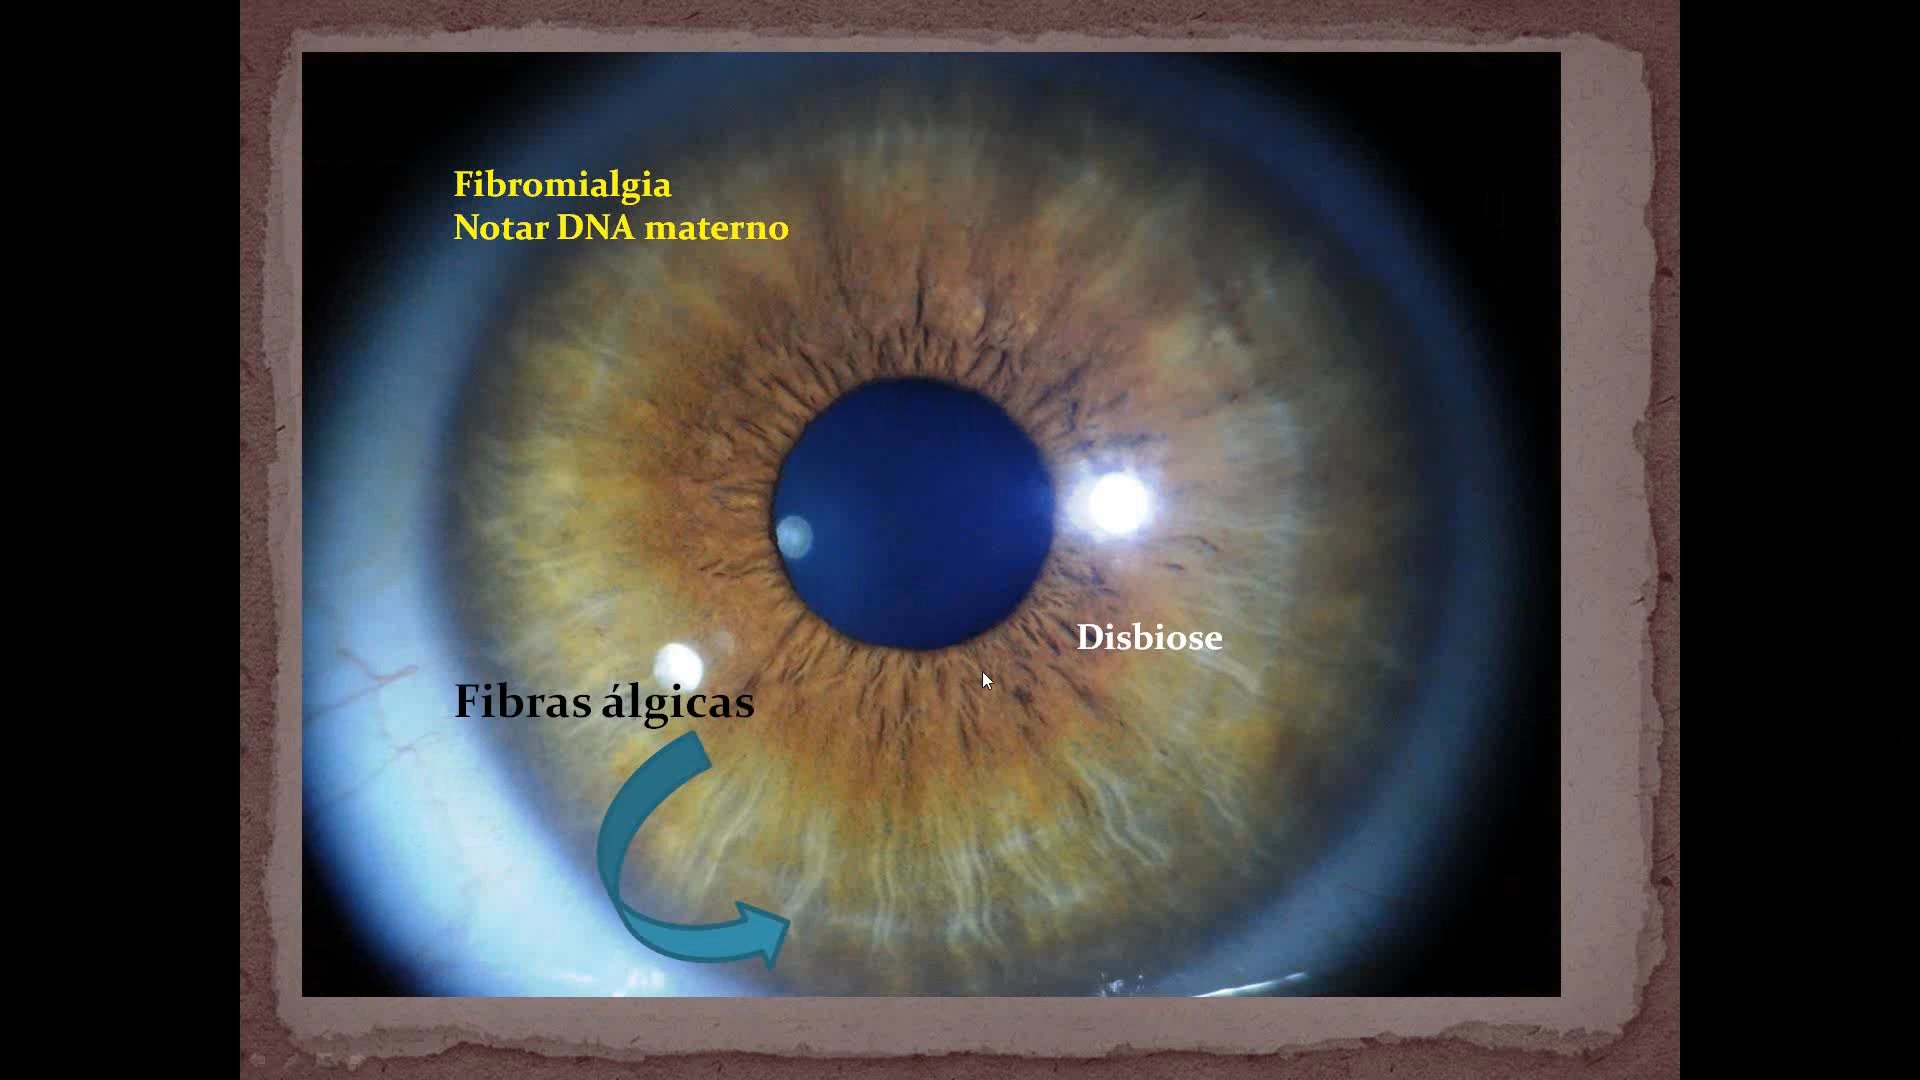 Fibromialgia
Notar DNA materno
Disbiose
Fibras álgicas